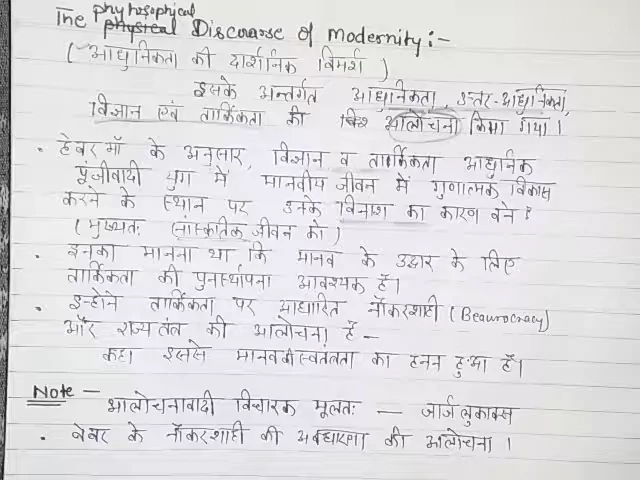 The phylosophical physical Discourse of modernity:-
(आधुनिकता की दार्शनिक विमर्श)
इसके अन्तर्गत आधुनिकता, उत्तर-आधुनिकता,
विज्ञान एवं तार्किकता की आलोचना किया गया।
• हेबरमॉ के अनुसार, विज्ञान व तार्किकता आधुनिक
पूंजीवादी युग में मानवीय जीवन में गुणात्मक विकास
करने के स्थान पर उनके विनाश का कारण बने।
(मुख्यतः सांस्कृतिक जीवन को)
• इनका मानना था कि मानव के उद्धार के लिए
तार्किकता की पुनर्स्थापना आवश्यक है।
• इन्होने तार्किकता पर आधारित नौकरशाही (Beaurocracy)
और राज्यतंत्र की आलोचना है -
कहा इससे मानव की स्वतंत्रता का हनन हुआ है।
Note -
आलोचनावादी विचारक मूलतः - जार्ज लुकाक्स
• वेबर के नौकरशाही की अवधारणा की आलोचना।